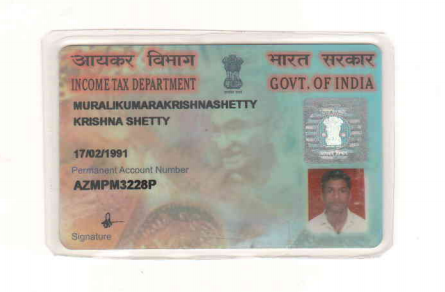 आयकर विभाग
भारत सरकार
INCOME TAX DEPARTMENT
GOVT. OF INDIA
MURALIKUMARAKRISHNASHETTY
KRISHNA SHETTY
17/02/1991
Permanent Account Number
AZMPM3228P
Signature